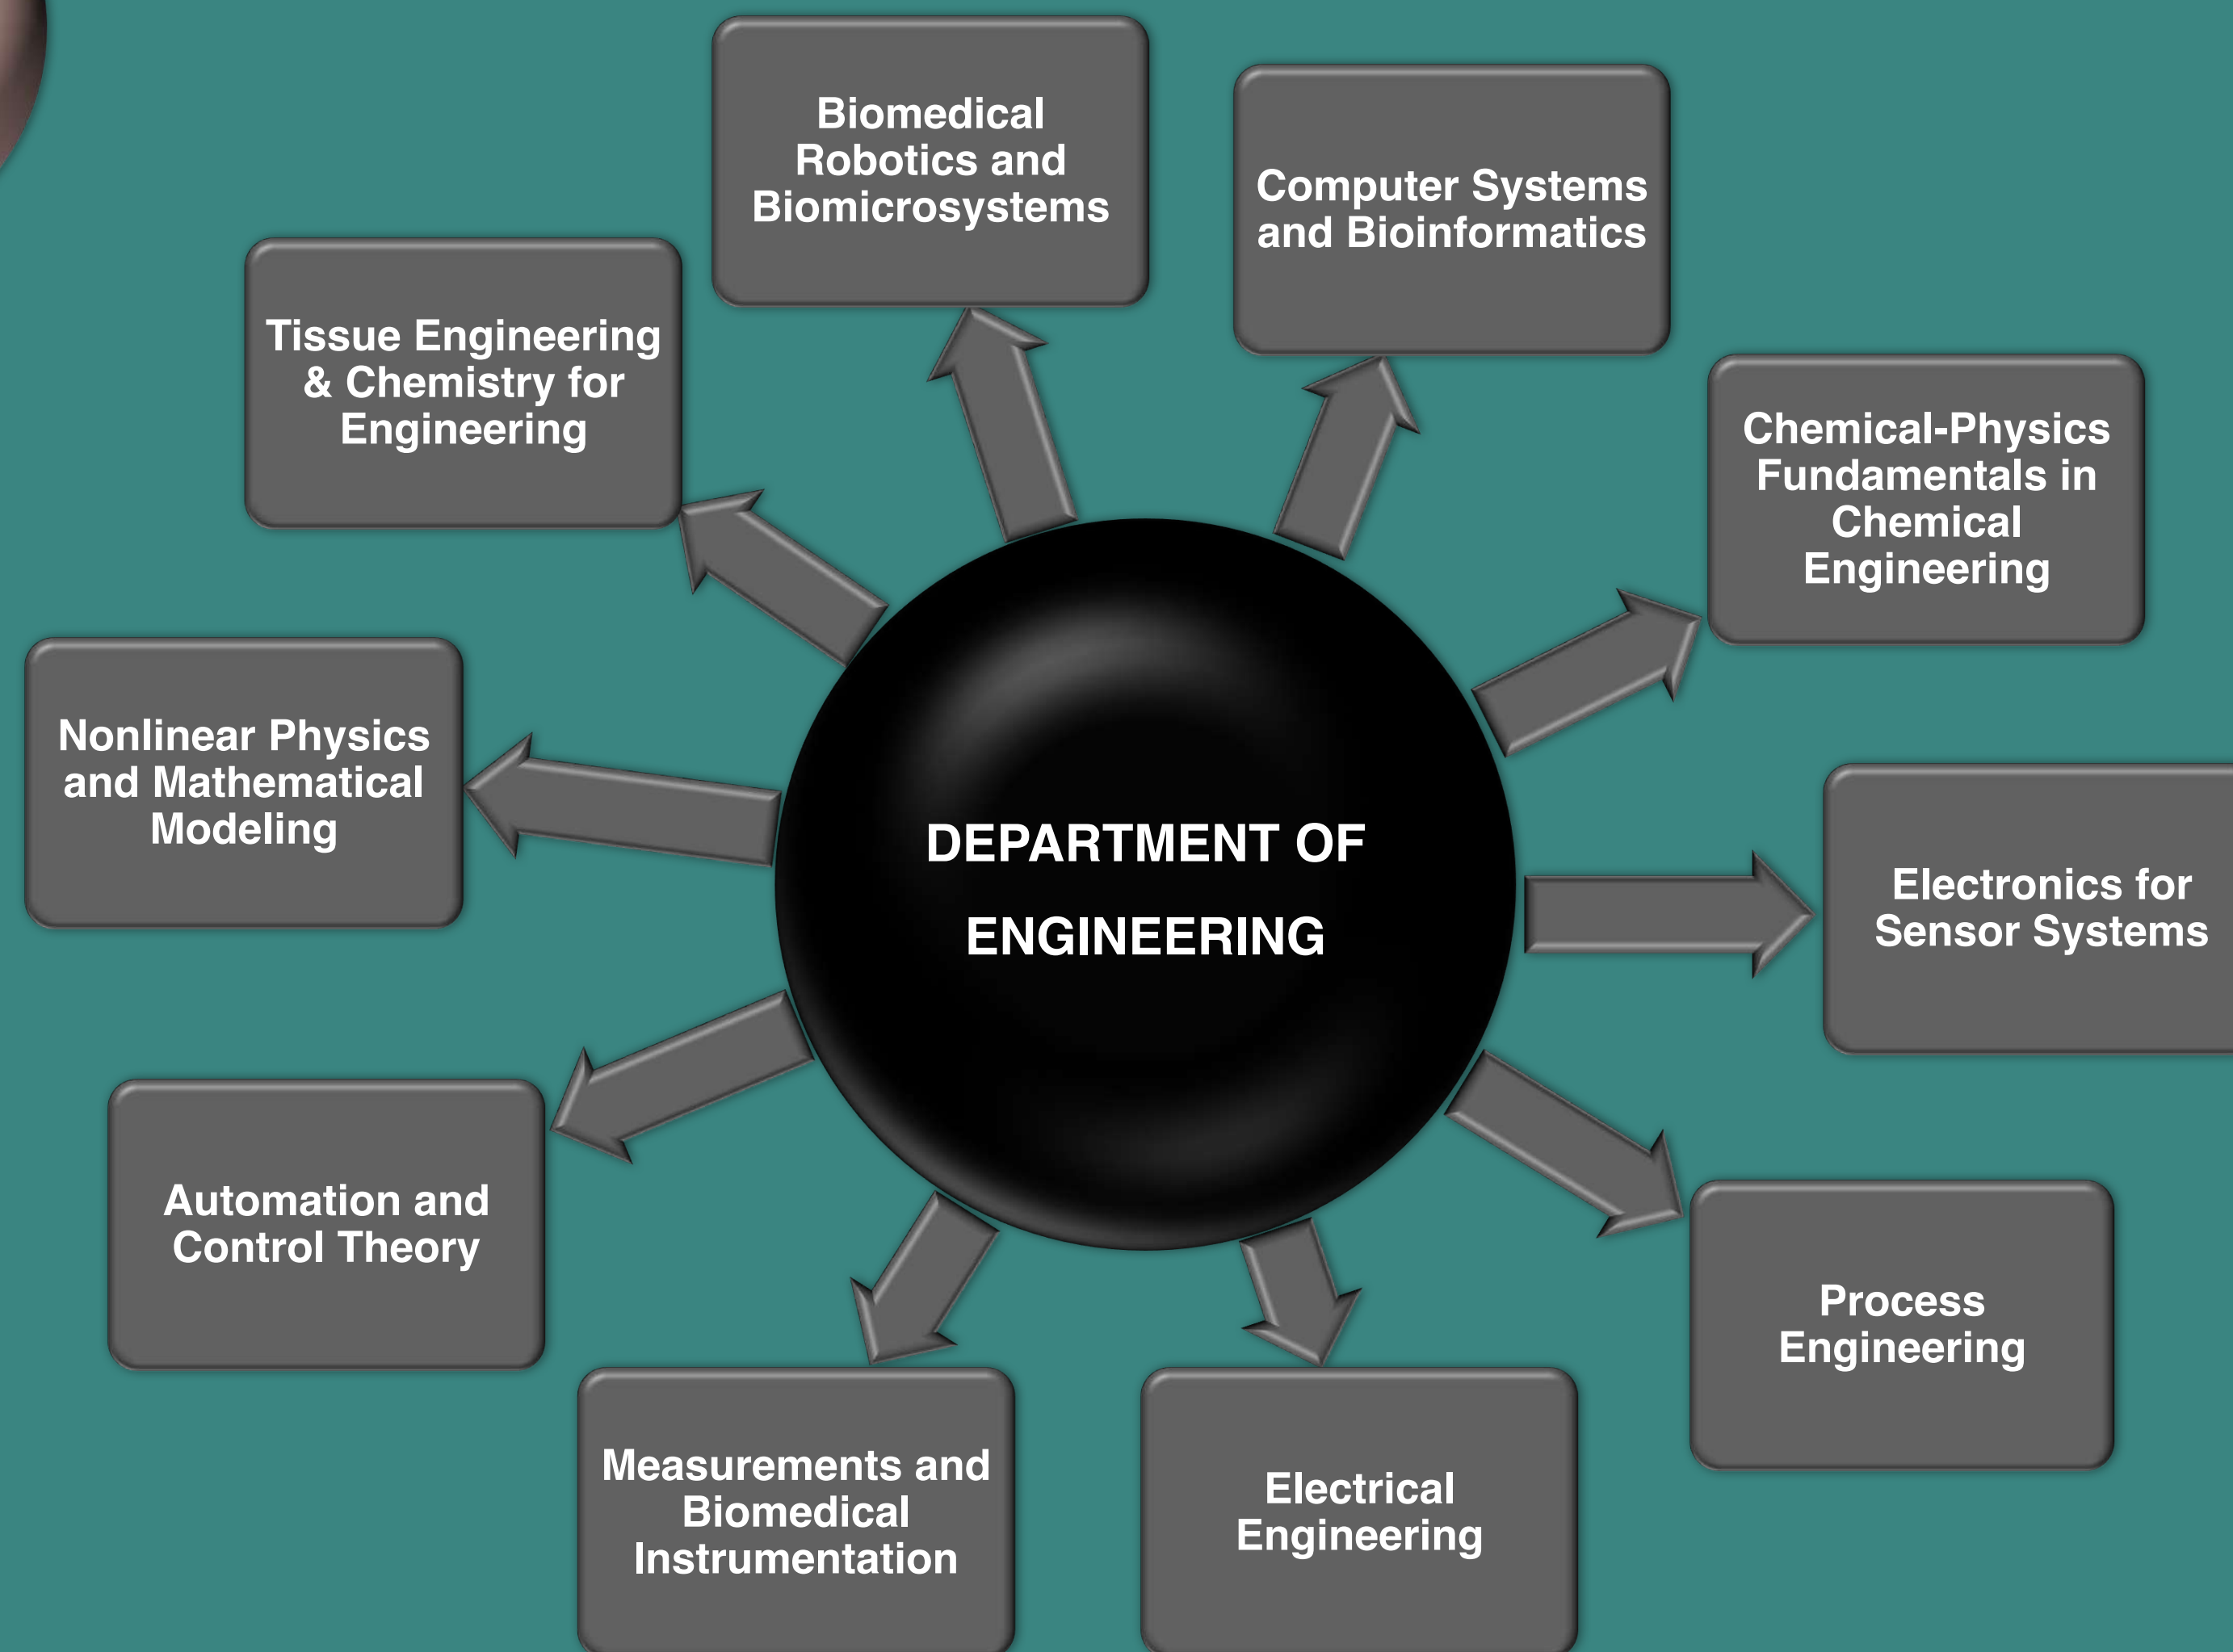 Biomedical
Robotics and
Biomicrosystems
Computer Systems
and Bioinformatics
Tissue Engineering
& Chemistry for
Engineering
Chemical-Physics
Fundamentals in
Chemical
Engineering
Nonlinear Physics
and Mathematical
Modeling
DEPARTMENT OF
ENGINEERING
Electronics for
Sensor Systems
Automation and
Control Theory
Process
Engineering
Measurements and
Biomedical
Instrumentation
Electrical
Engineering